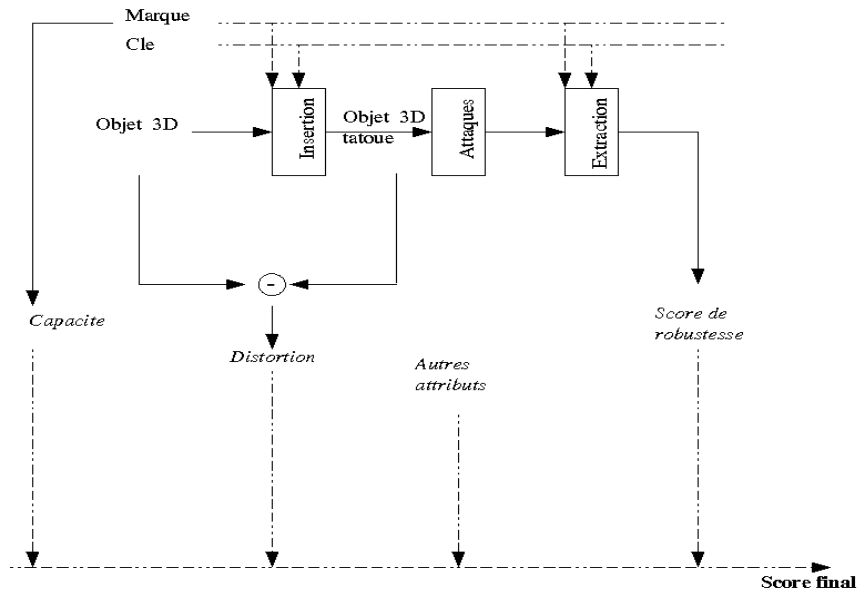 Marque
Cle
Objet 3D
Insertion
Objet 3D
tatoue
Attaques
Extraction
-
Capacite
Distortion
Autres
attributs
Score de
robustesse
Score final